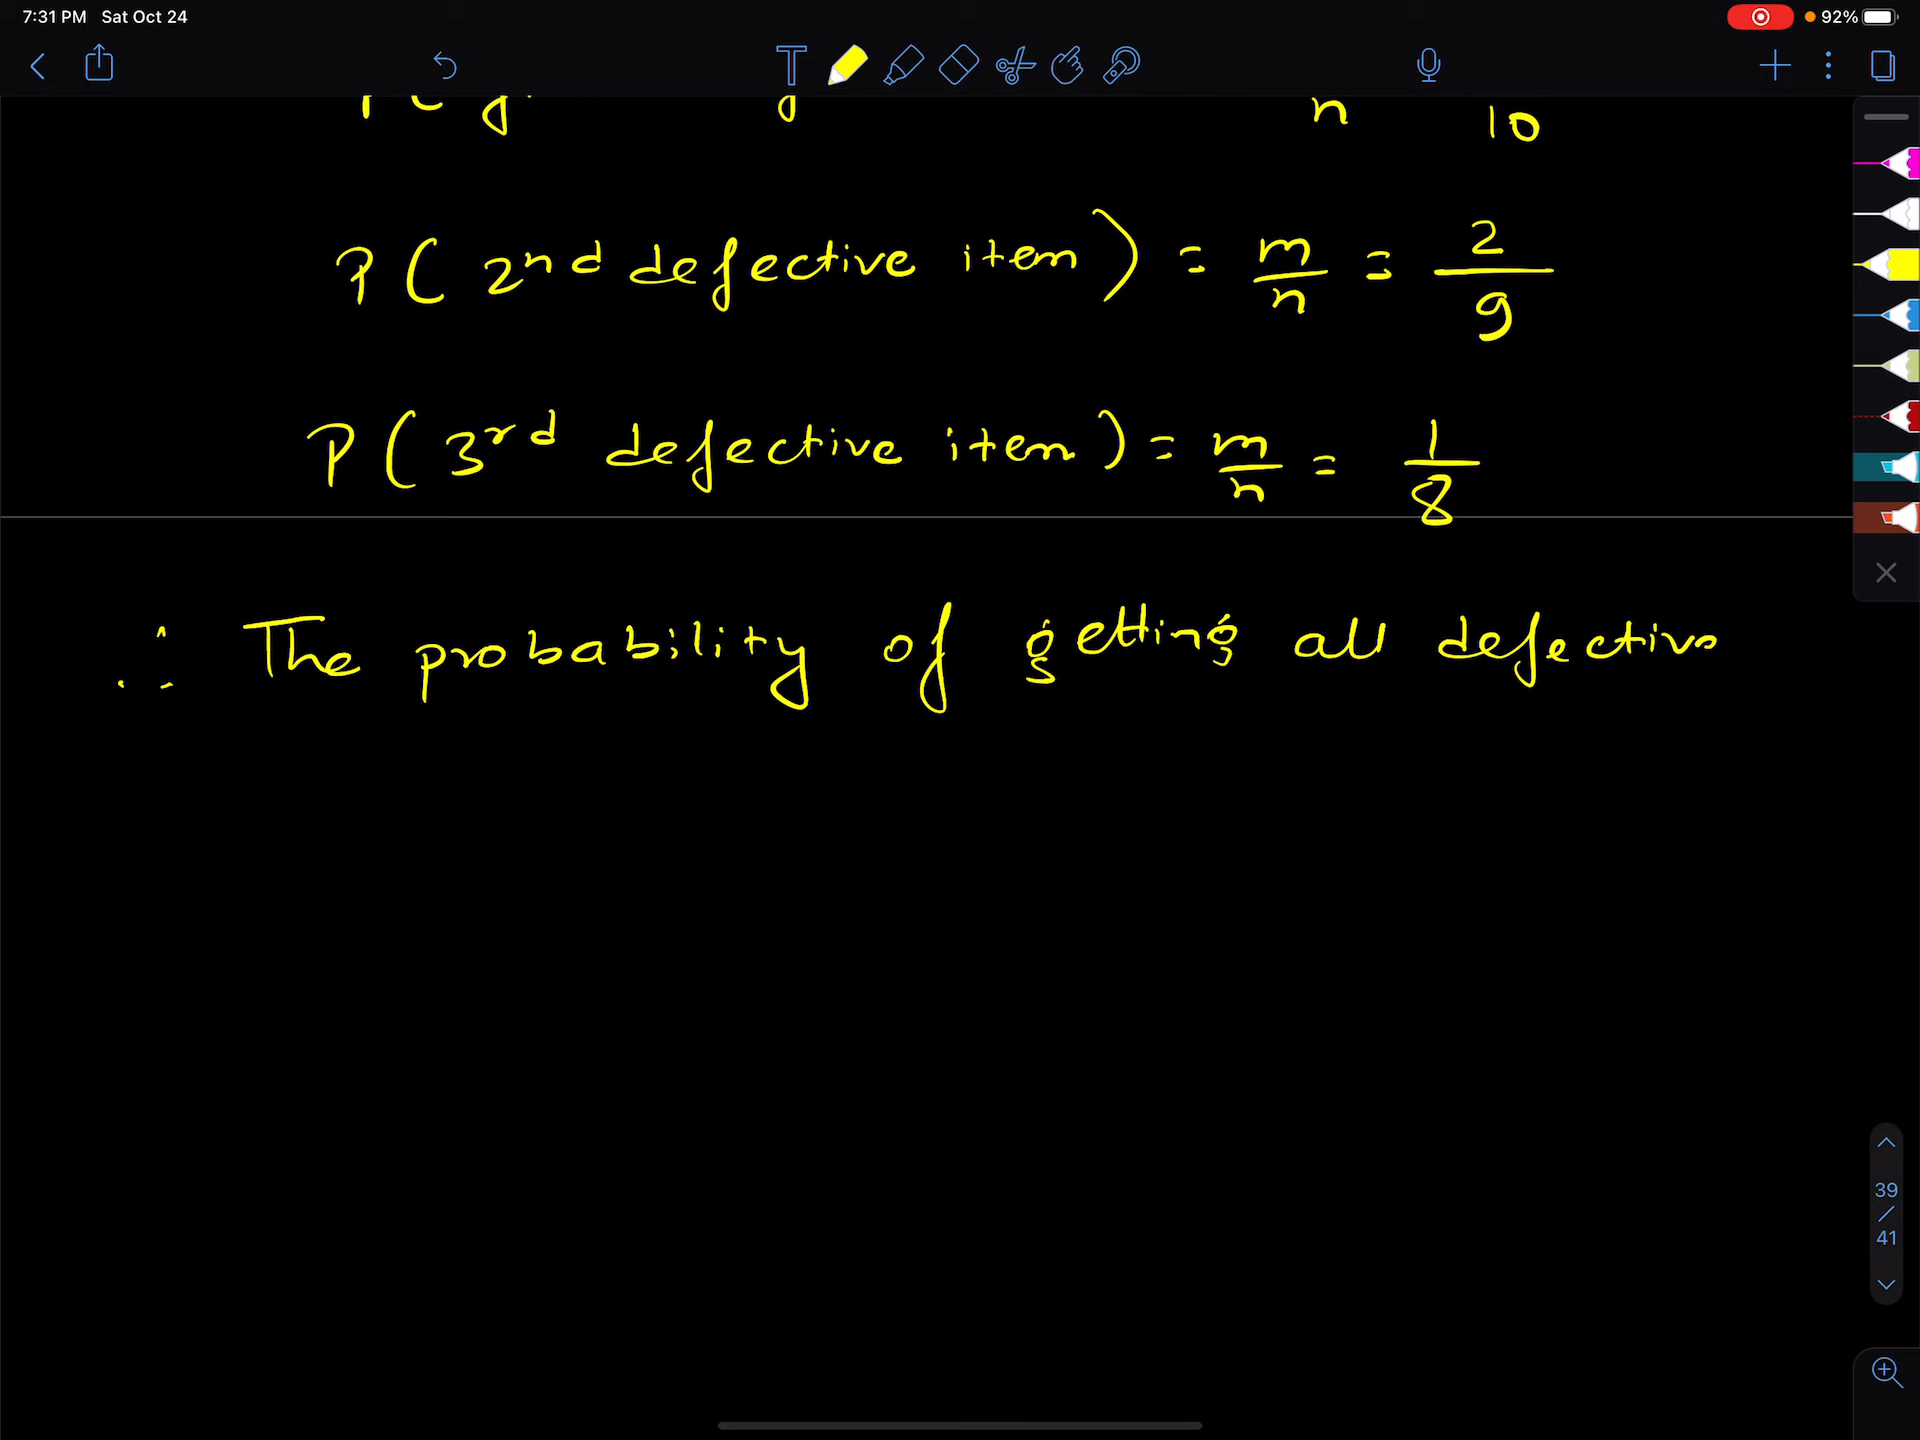 7:31 PM Sat Oct 24 92%
n 10
P ( 2nd defective item ) = m/n = 2/9
P ( 3rd defective item ) = m/n = 1/8
∴ The probability of getting all defective
39
/
41